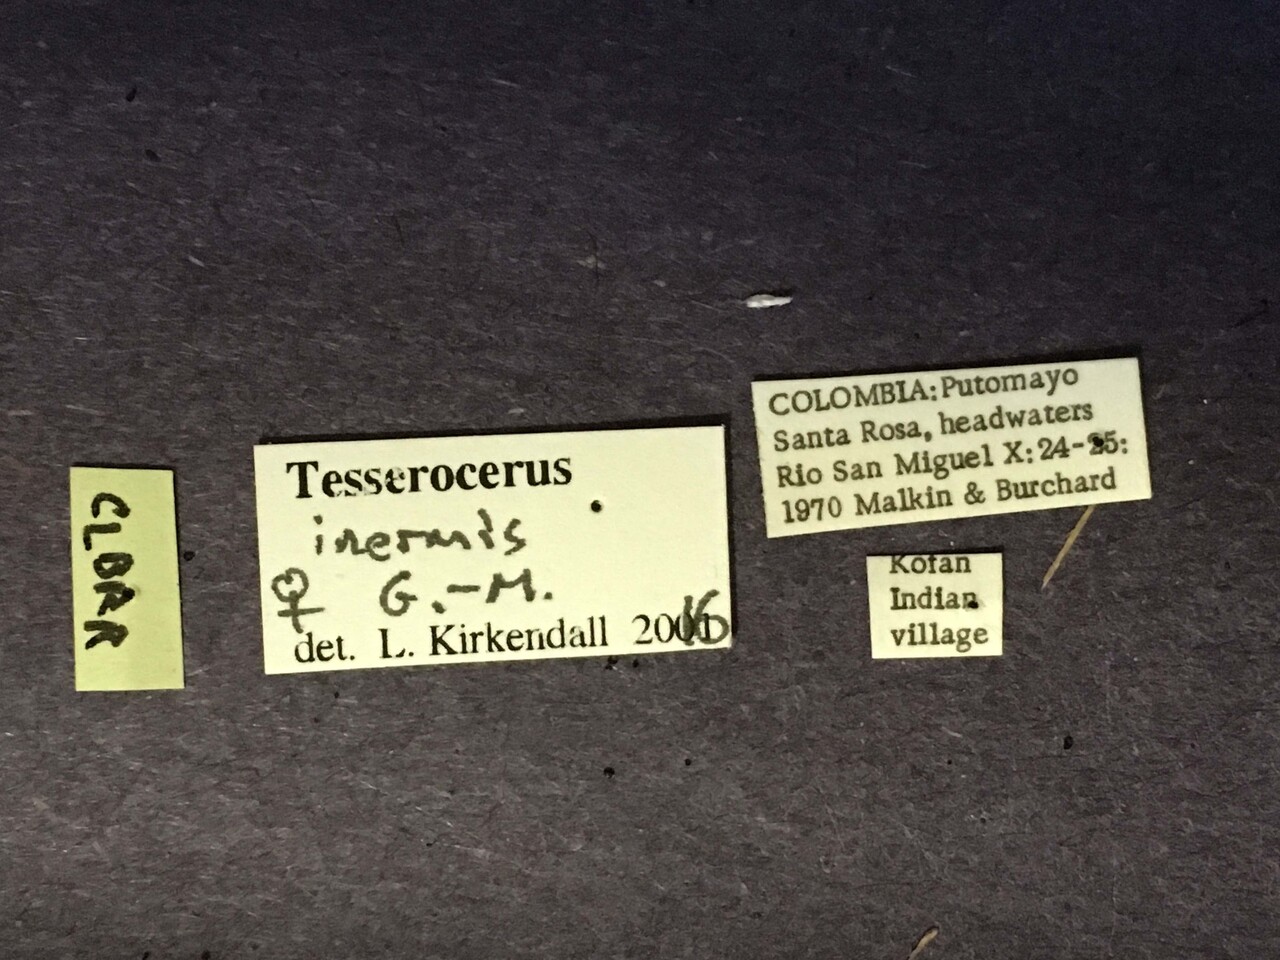 CLBAR
Tesserocerus
inermis
♀ G.-M.
det. L. Kirkendall 2016
COLOMBIA: Putomayo
Santa Rosa, headwaters
Rio San Miguel X: 24-25:
1970 Malkin & Burchard
Kofan
Indian
village